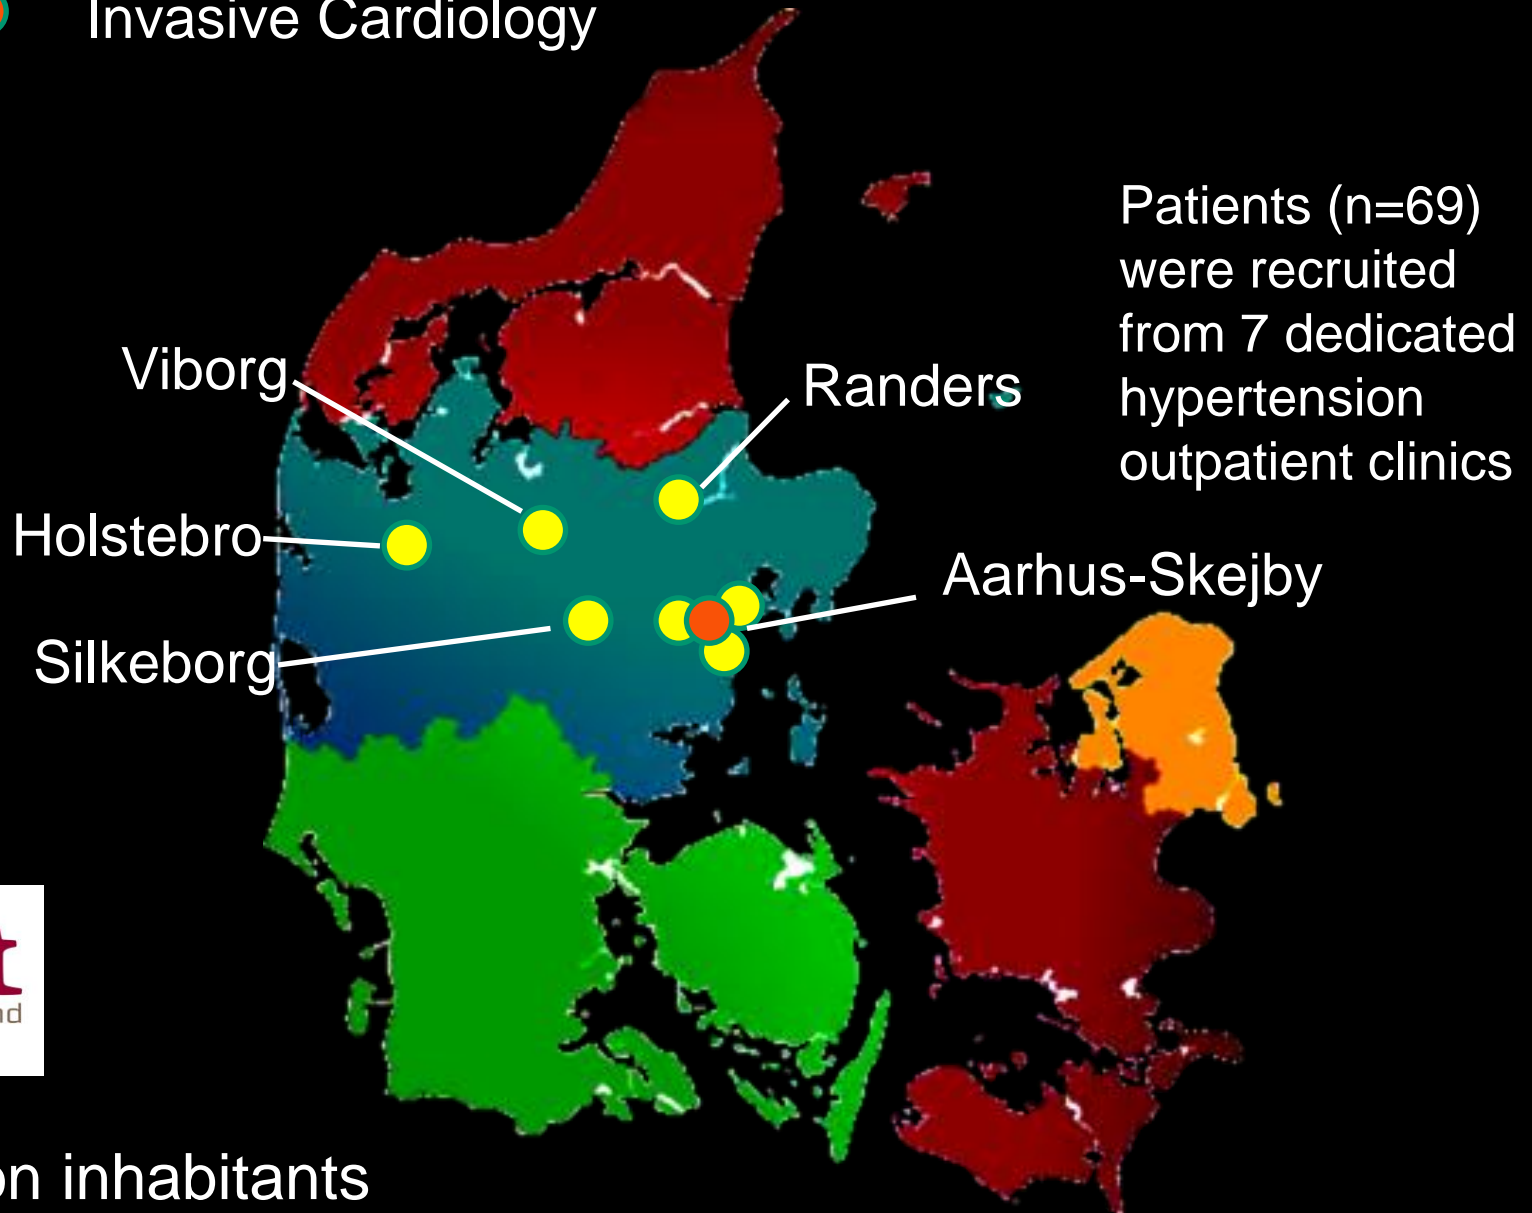 Invasive Cardiology
Patients (n=69)
were recruited
from 7 dedicated
hypertension
outpatient clinics
Viborg
Randers
Holstebro
Aarhus-Skejby
Silkeborg
inhabitants